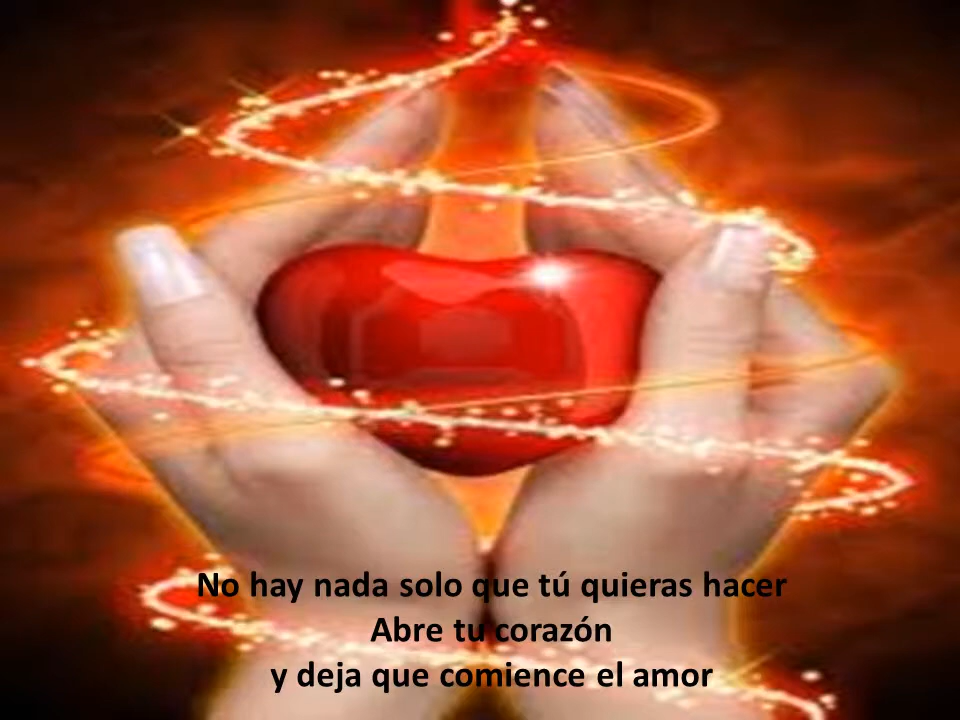 No hay nada solo que tú quieras hacer
Abre tu corazón
y deja que comience el amor